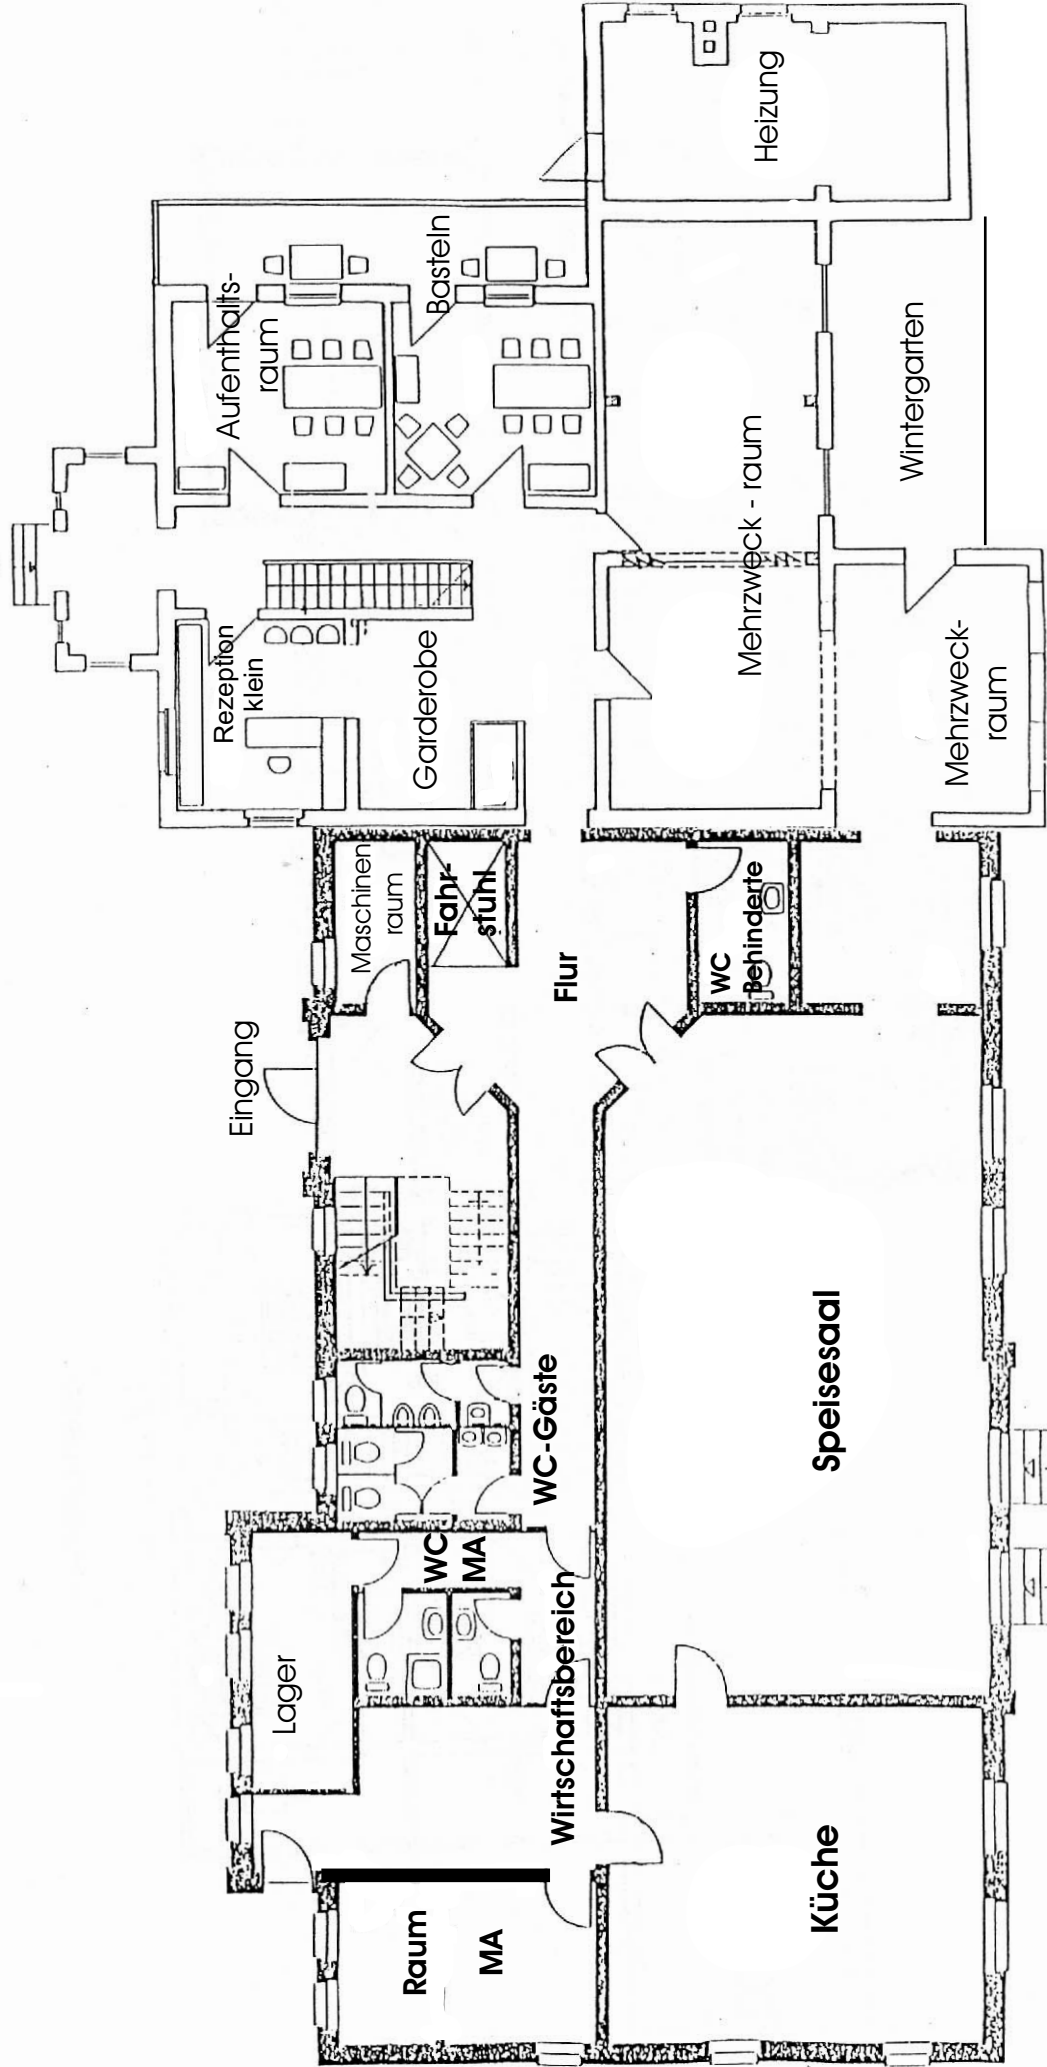 Heizung
Aufenthalts-
raum
Basteln
Wintergarten
Mehrzweck - raum
Rezeption
klein
Garderobe
Mehrzweck-
raum
Maschinen
raum
Fahr-
stuhl
WC
Behinderte
Flur
Eingang
Speisesaal
WC-Gäste
WC
MA
Wirtschaftsbereich
Lager
Küche
Raum
MA